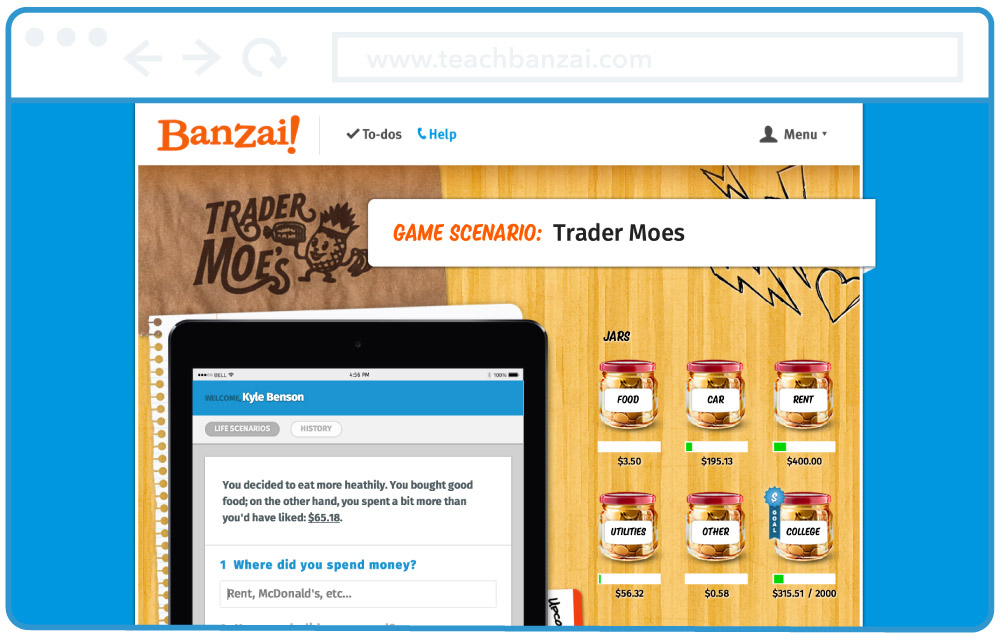 www.teachbanzai.com
Banzai!
To-dos
Help
Menu
TRADER
MOE'S
GAME SCENARIO: Trader Moes
JARS
BELL
4:56 PM
100%
WELCOME, Kyle Benson
LIFE SCENARIOS
HISTORY
You decided to eat more heathily. You bought good
food; on the other hand, you spent a bit more than
you'd have liked: $65.18.
1 Where did you spend money?
Rent, McDonald's, etc...
FOOD
CAR
RENT
$3.50
$195.13
$400.00
UTILITIES
OTHER
$
GOAL
COLLEGE
$56.32
$0.58
$315.51 / 2000